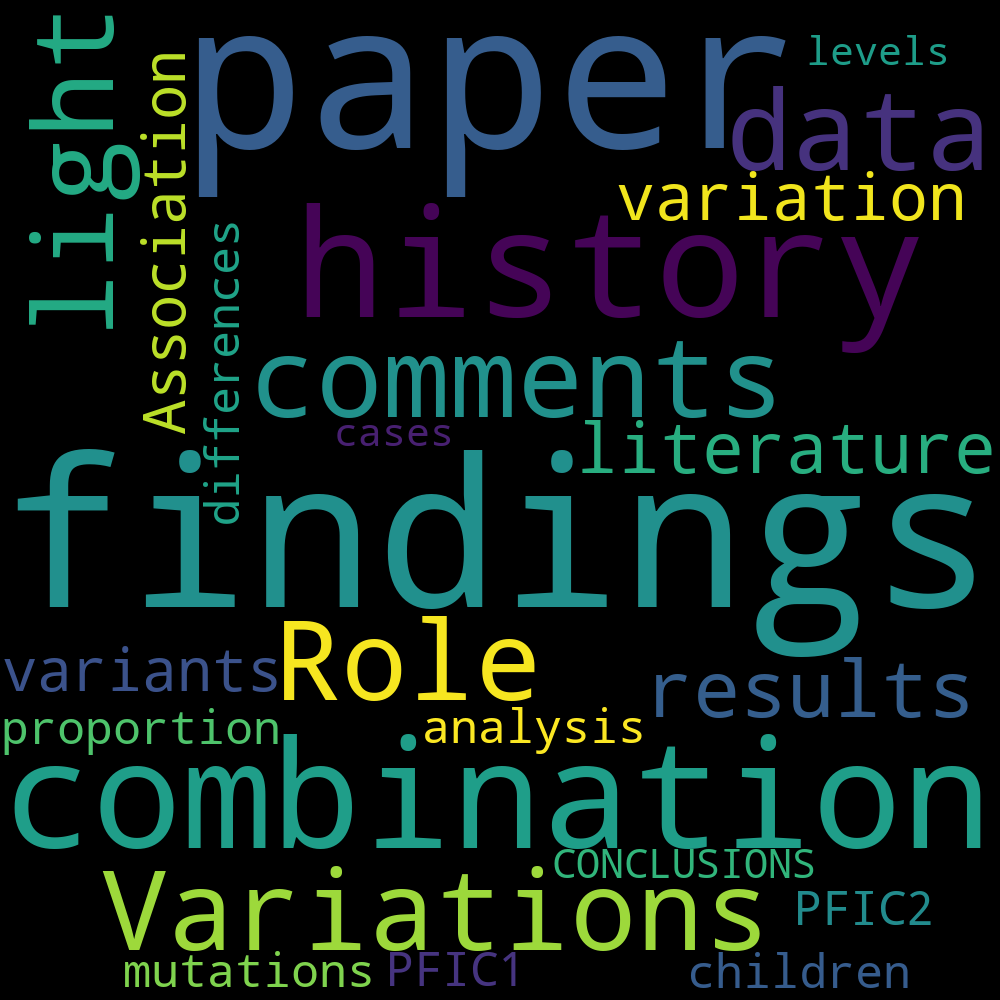 paper
levels
light
data
Association
variation
history
differences
comments
cases
literature
findings
Role
variants
results
proportion
analysis
combination
CONCLUSIONS
Variations
PFIC2
mutations
PFIC1
children